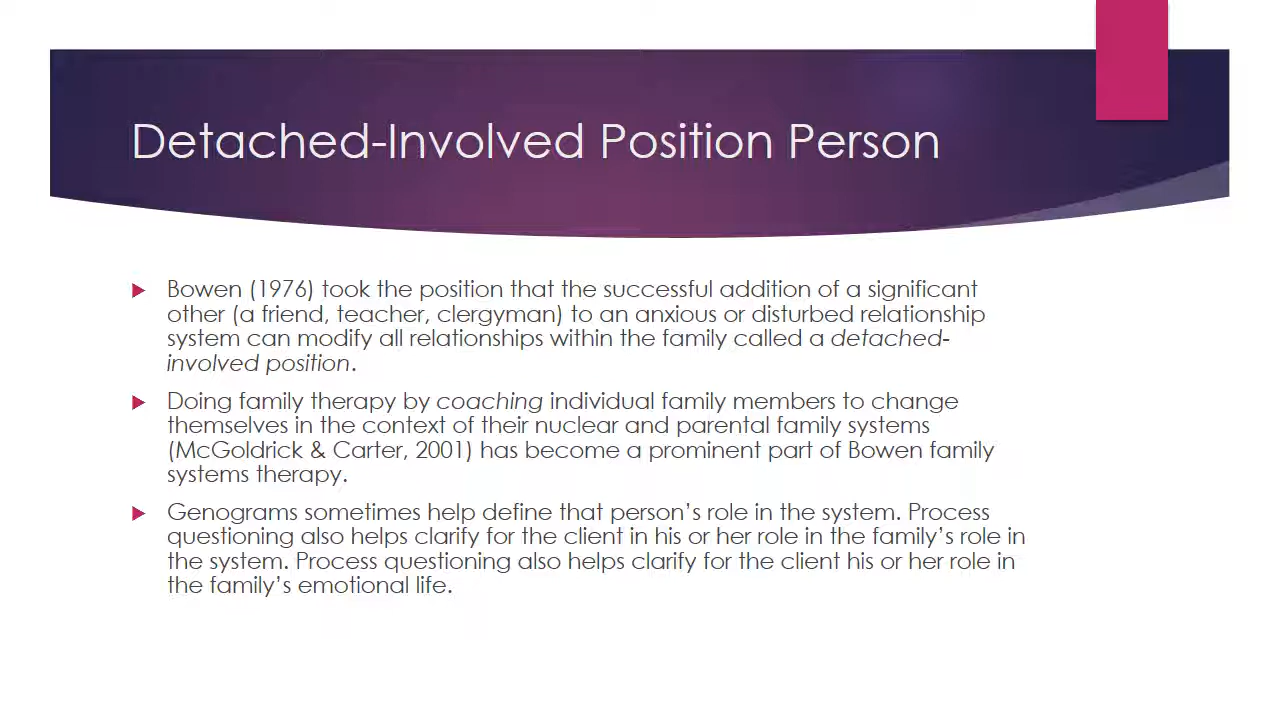 Detached-Involved Position Person
Bowen (1976) took the position that the successful addition of a significant
other (a friend, teacher, clergyman) to an anxious or disturbed relationship
system can modify all relationships within the family called a detached-
involved position.
Doing family therapy by coaching individual family members to change
themselves in the context of their nuclear and parental family systems
(McGoldrick & Carter, 2001) has become a prominent part of Bowen family
systems therapy.
Genograms sometimes help define that person’s role in the system. Process
questioning also helps clarify for the client in his or her role in the family’s role in
the system. Process questioning also helps clarify for the client his or her role in
the family’s emotional life.